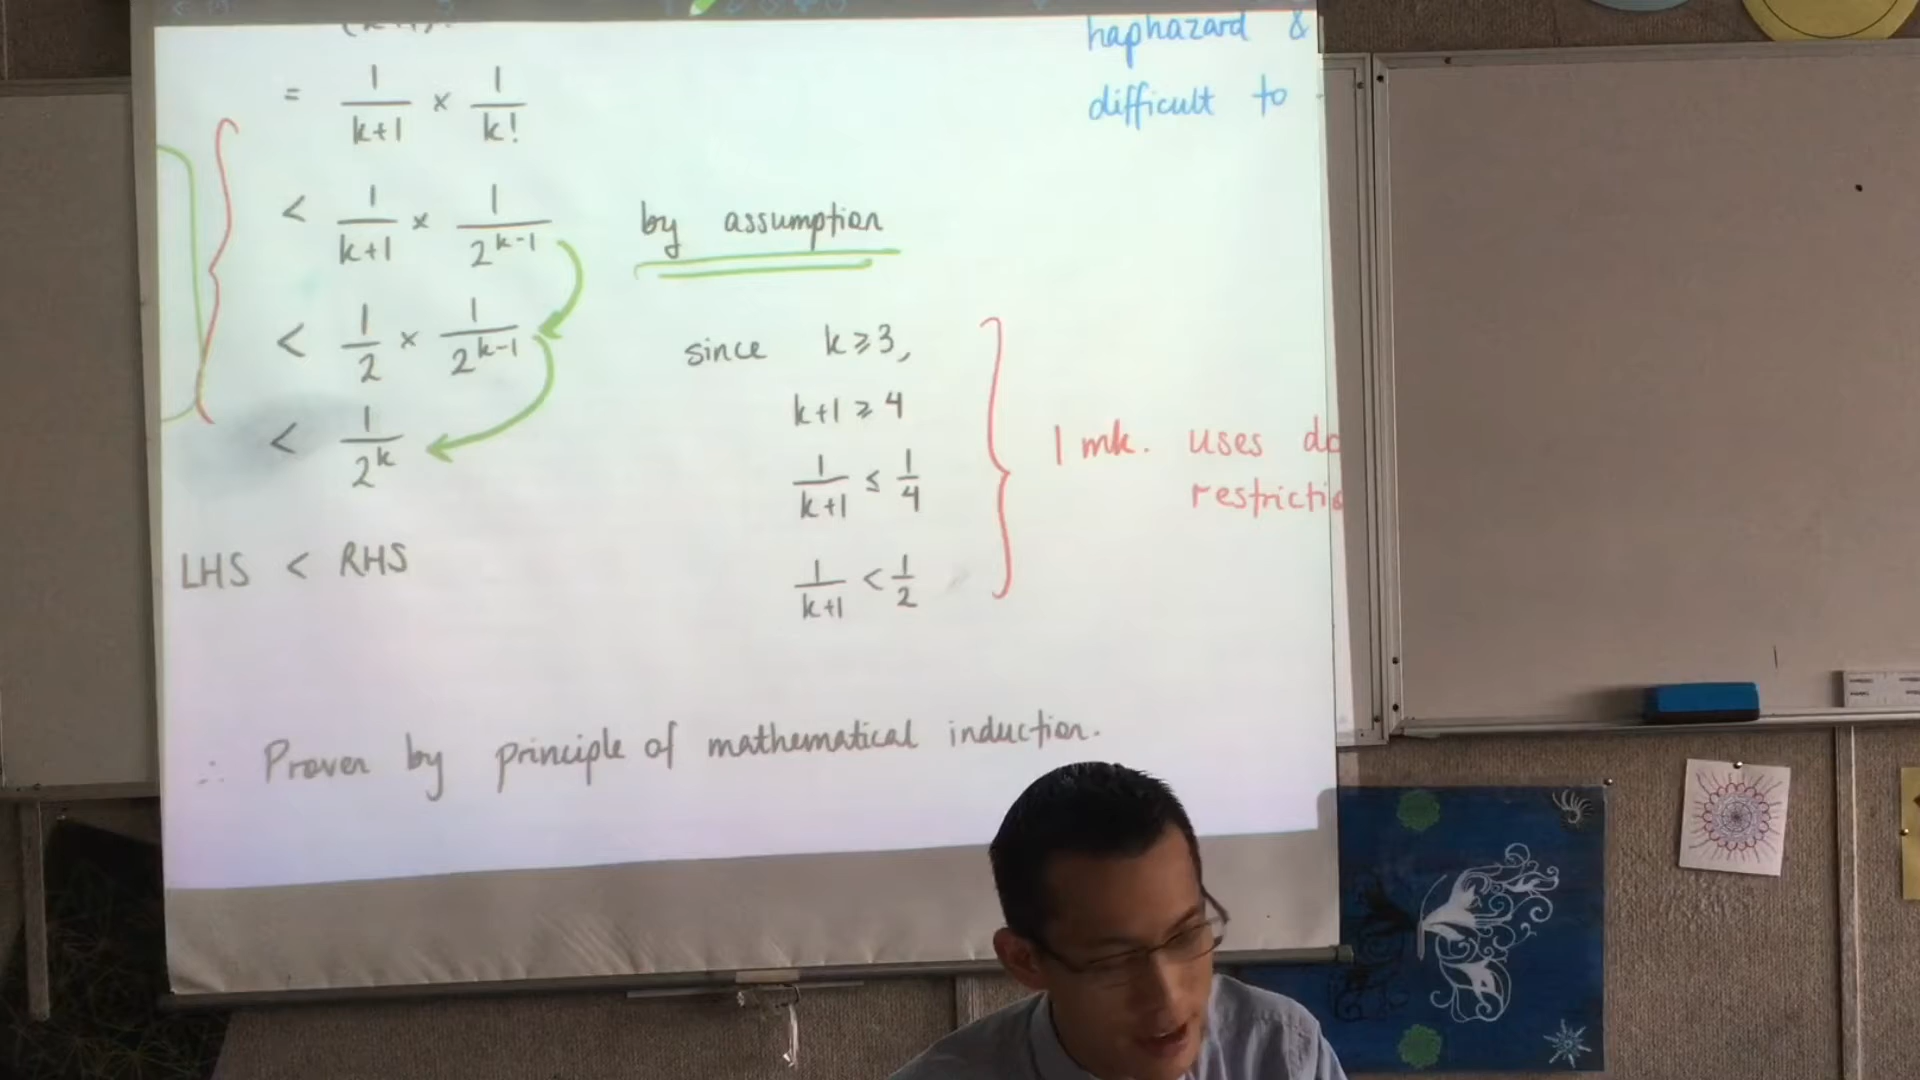 haphazard &
difficult to
= 1/k+1 × 1/k!
< 1/k+1 × 1/2^k-1 by assumption
< 1/2 × 1/2^k-1 since k≥3,
k+1 ≥ 4
< 1/2^k
1/k+1 ≤ 1/4
1 mk. uses
LHS < RHS
1/k+1 < 1/2
∴ Proven by principle of mathematical induction.